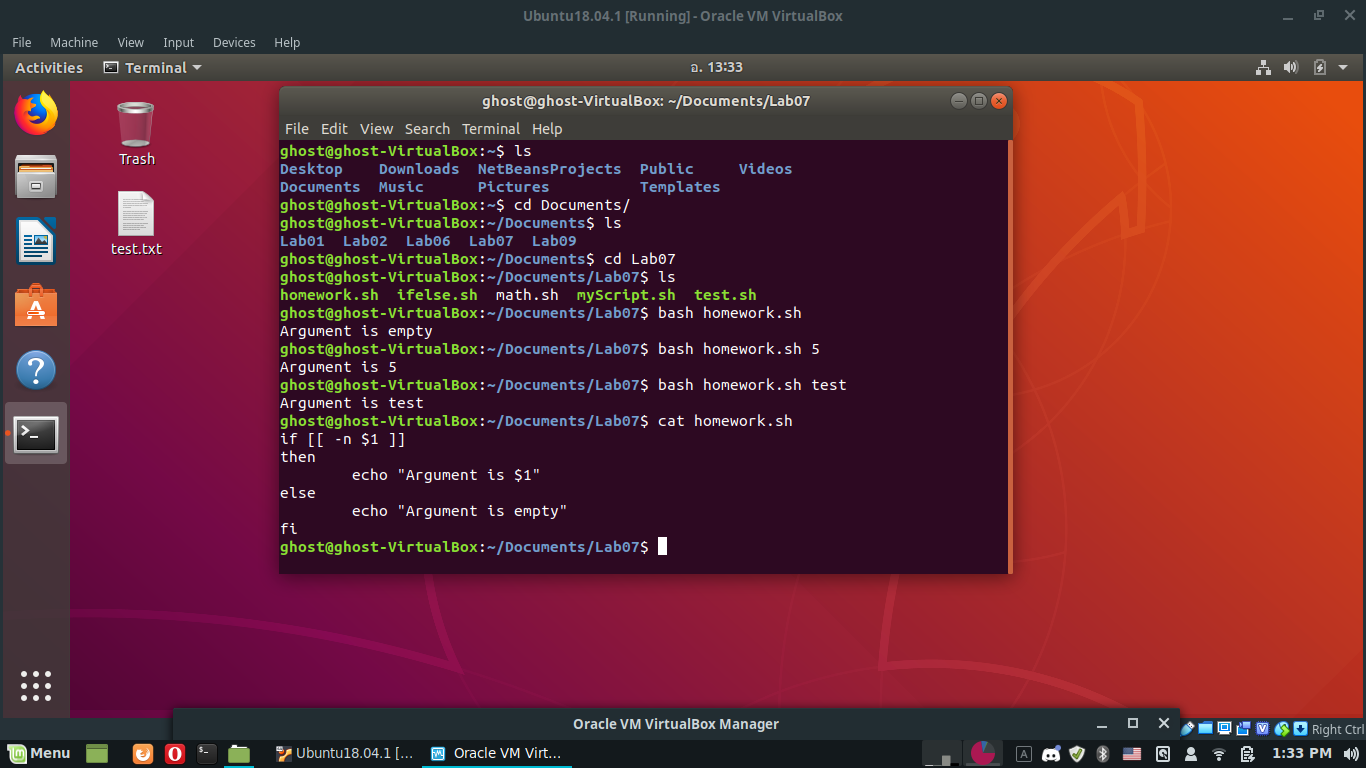 Ubuntu18.04.1 [Running] - Oracle VM VirtualBox
File Machine View Input Devices Help
Activities Terminal อ. 13:33
Trash
test.txt
ghost@ghost-VirtualBox: ~/Documents/Lab07
File Edit View Search Terminal Help
ghost@ghost-VirtualBox:~$ ls
Desktop Downloads NetBeansProjects Public Videos
Documents Music Pictures Templates
ghost@ghost-VirtualBox:~$ cd Documents/
ghost@ghost-VirtualBox:~/Documents$ ls
Lab01 Lab02 Lab06 Lab07 Lab09
ghost@ghost-VirtualBox:~/Documents$ cd Lab07
ghost@ghost-VirtualBox:~/Documents/Lab07$ ls
homework.sh ifelse.sh math.sh myScript.sh test.sh
ghost@ghost-VirtualBox:~/Documents/Lab07$ bash homework.sh
Argument is empty
ghost@ghost-VirtualBox:~/Documents/Lab07$ bash homework.sh 5
Argument is 5
ghost@ghost-VirtualBox:~/Documents/Lab07$ bash homework.sh test
Argument is test
ghost@ghost-VirtualBox:~/Documents/Lab07$ cat homework.sh
if [[ -n $1 ]]
then
        echo "Argument is $1"
else
        echo "Argument is empty"
fi
ghost@ghost-VirtualBox:~/Documents/Lab07$
Oracle VM VirtualBox Manager
Right Ctrl
Menu Ubuntu18.04.1 [... Oracle VM Virt... A 1:33 PM